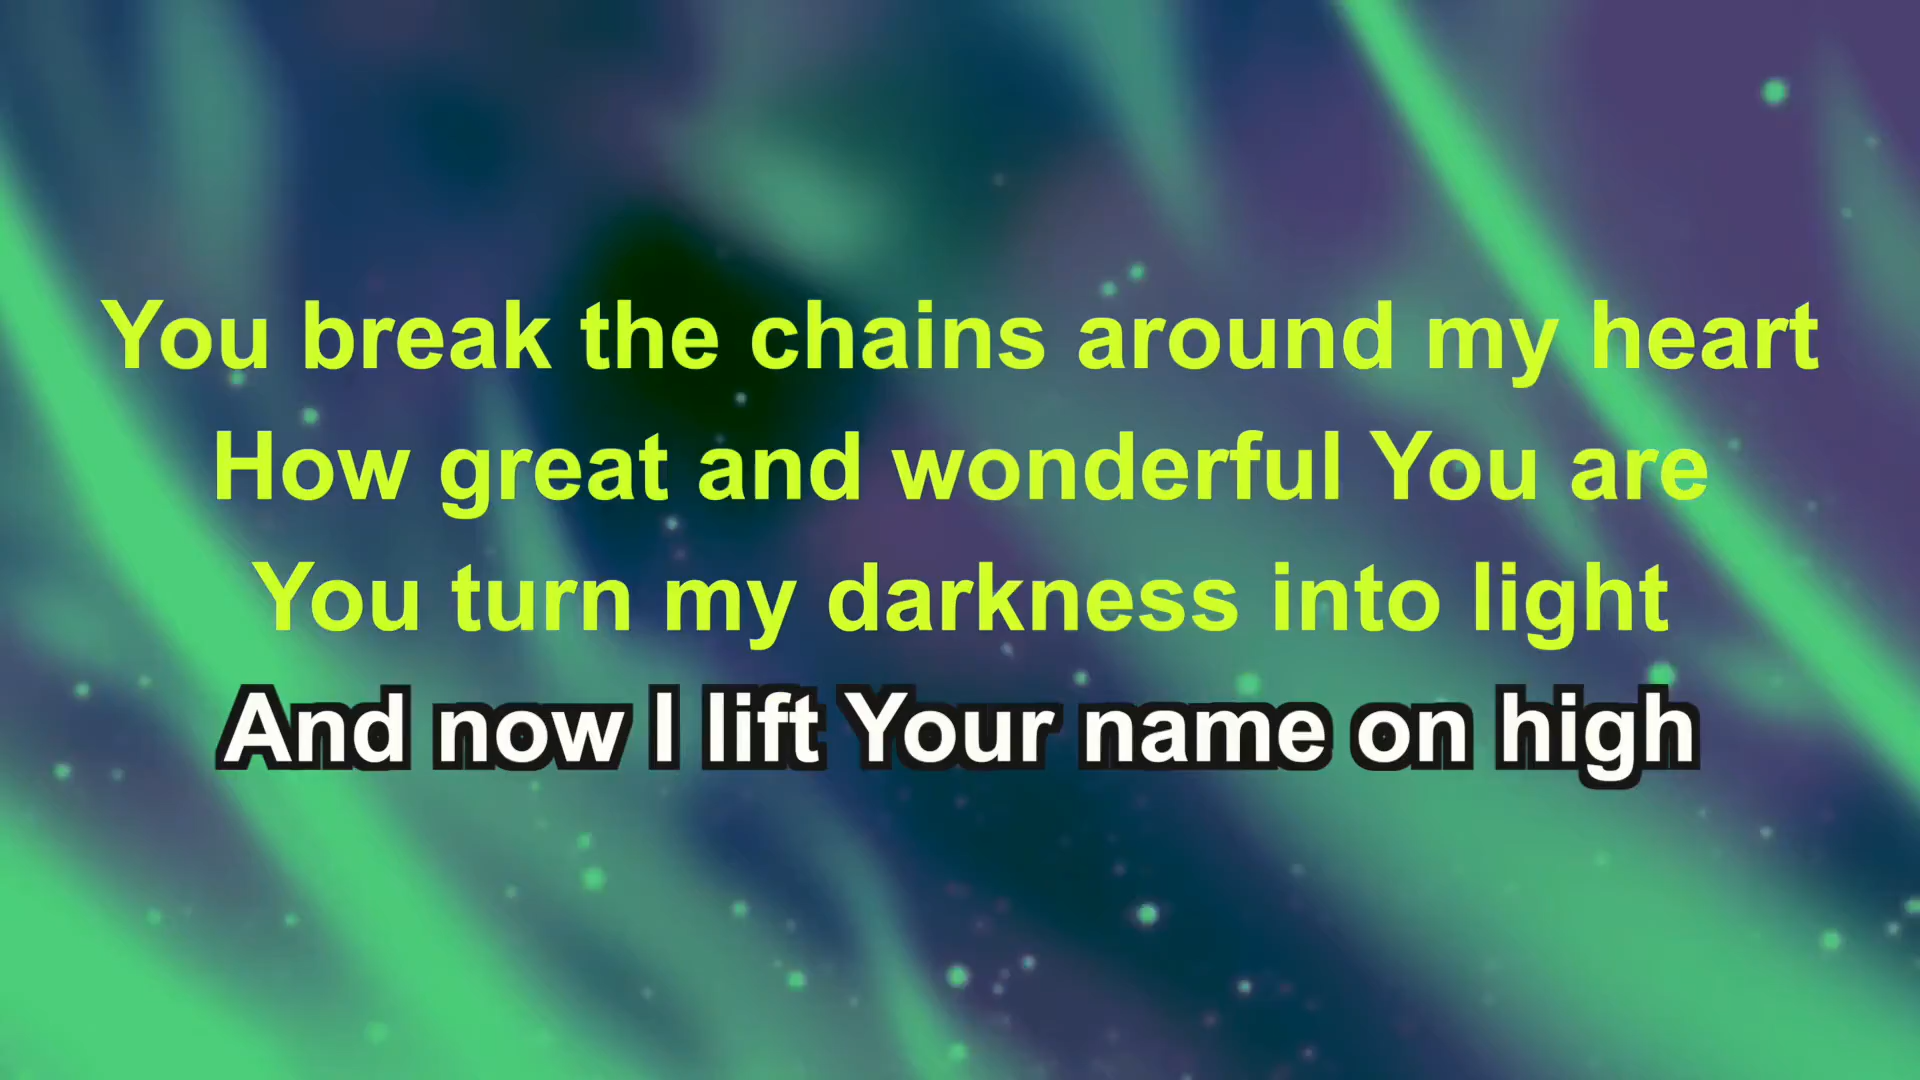 You break the chains around my heart
How great and wonderful You are
You turn my darkness into light
And now I lift Your name on high